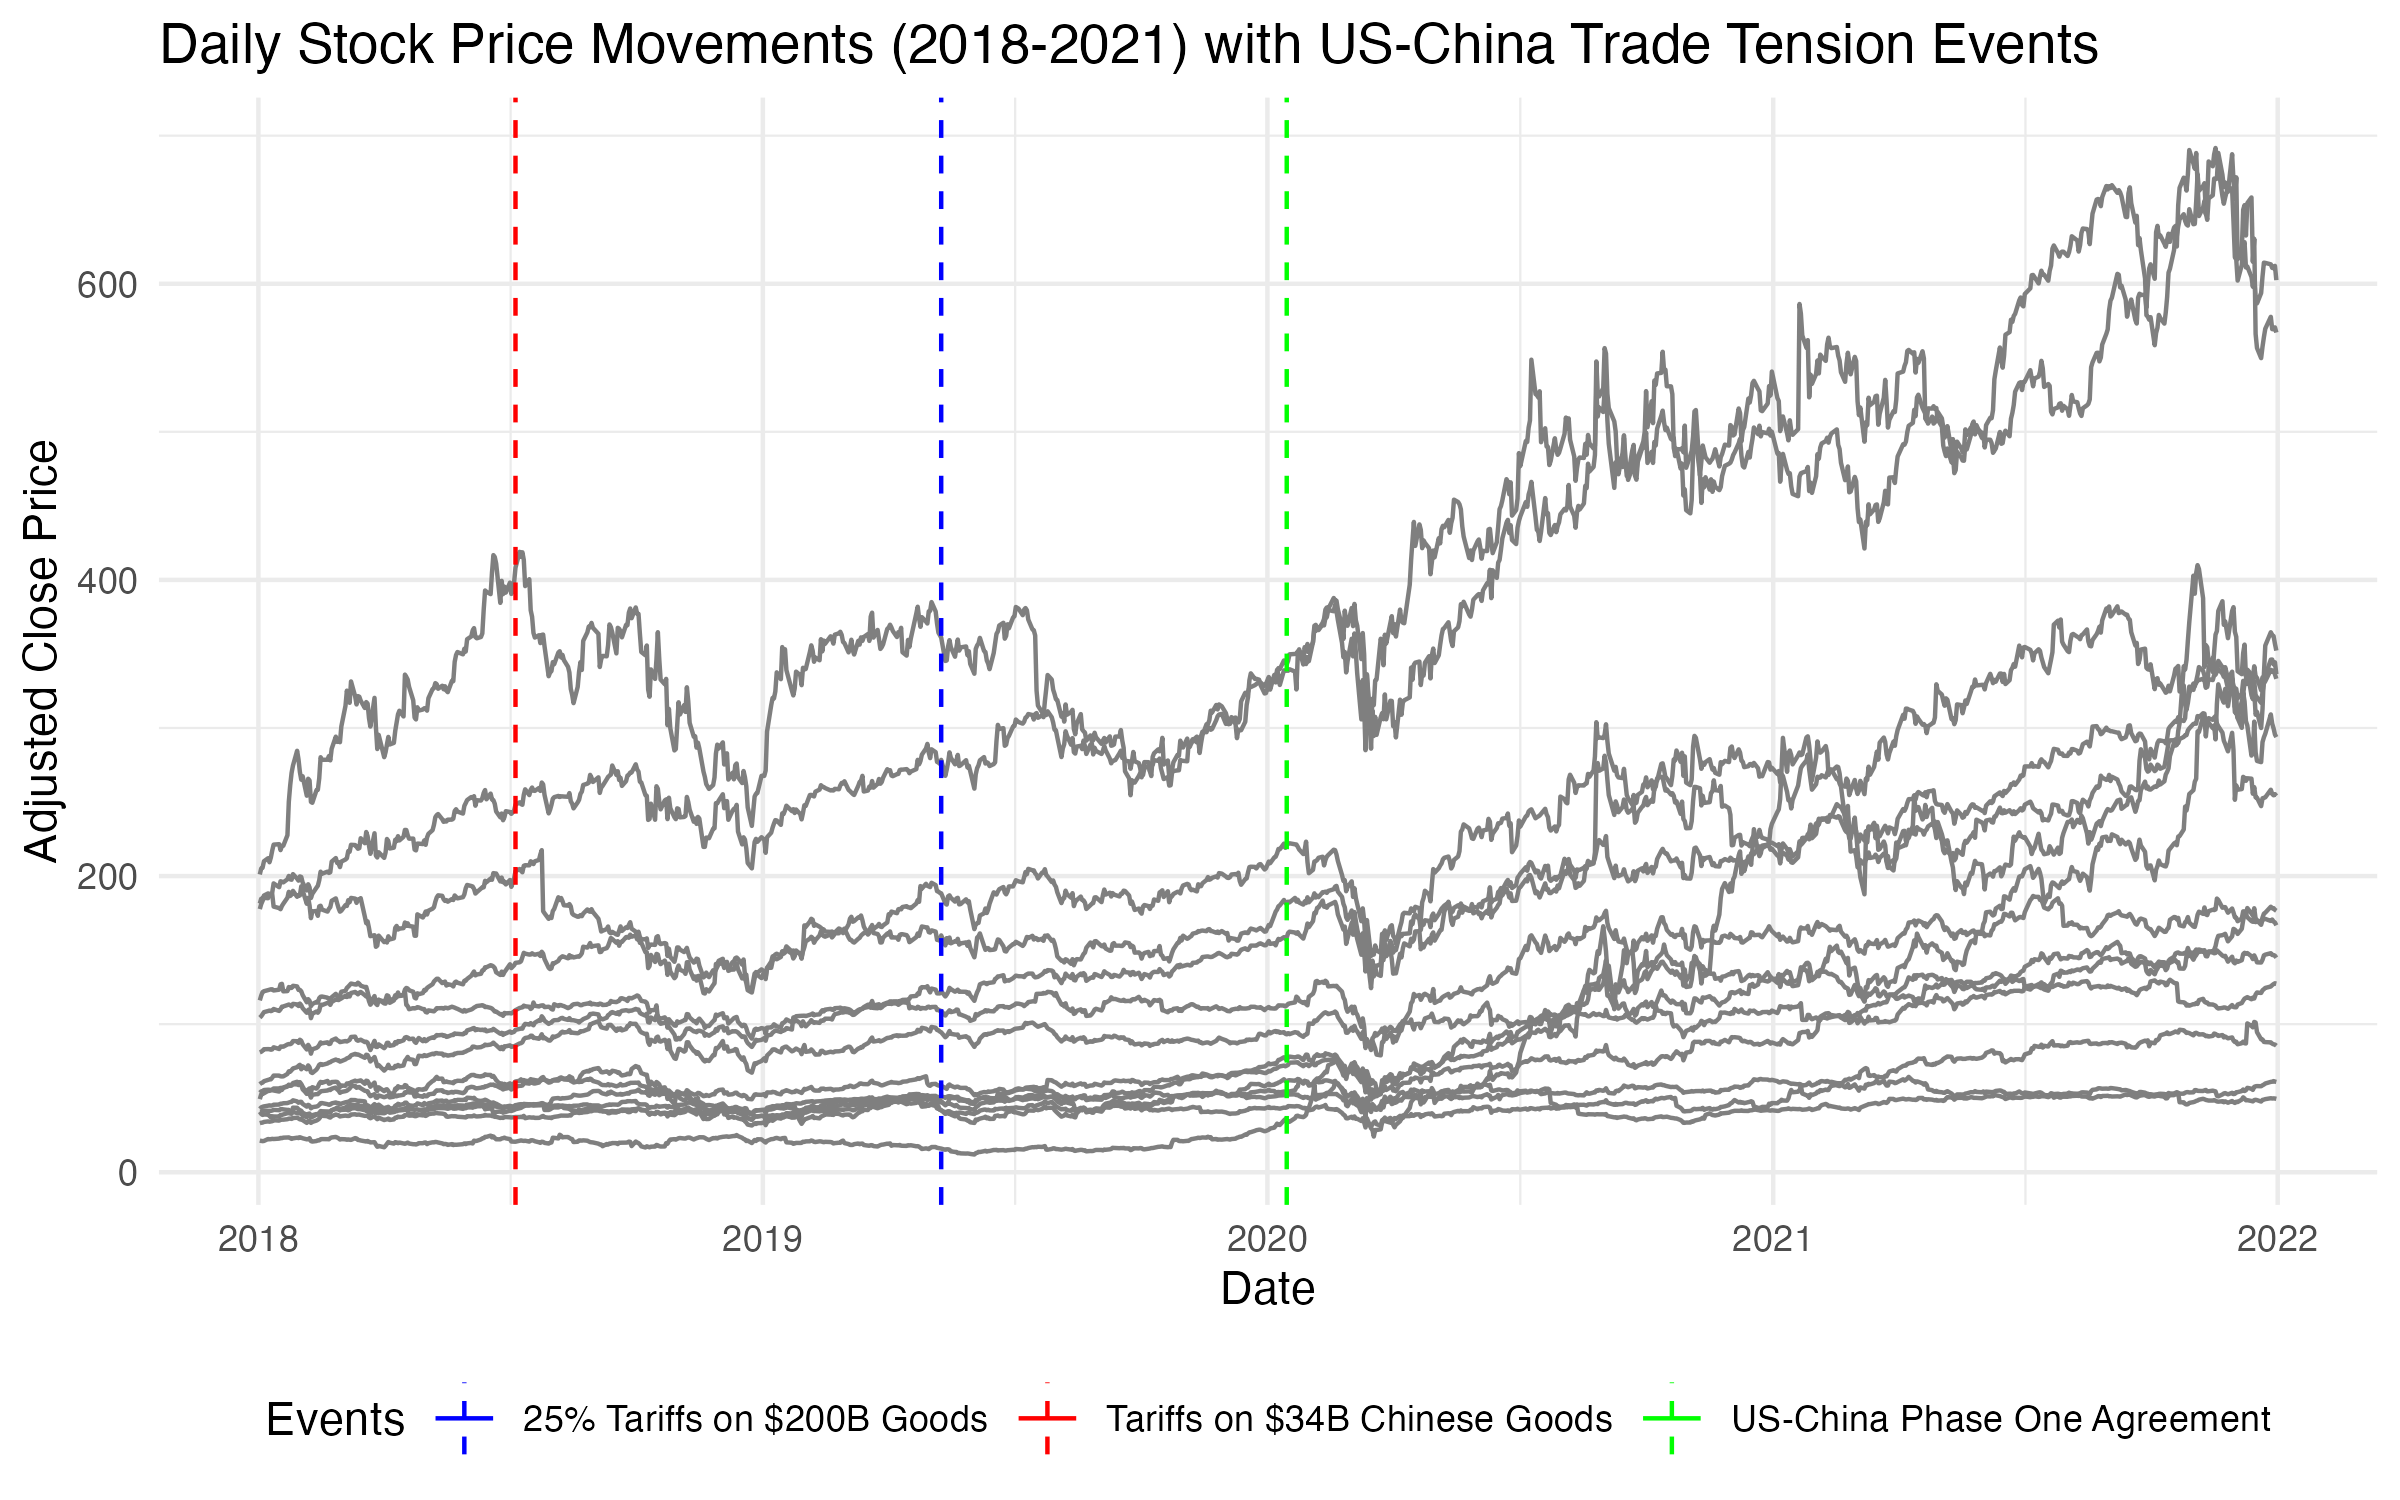 Daily Stock Price Movements (2018-2021) with US-China Trade Tension Events
Adjusted Close Price
600
400
200
0
2018 2019 2020 2021 2022
Date
Events 25% Tariffs on $200B Goods Tariffs on $34B Chinese Goods US-China Phase One Agreement